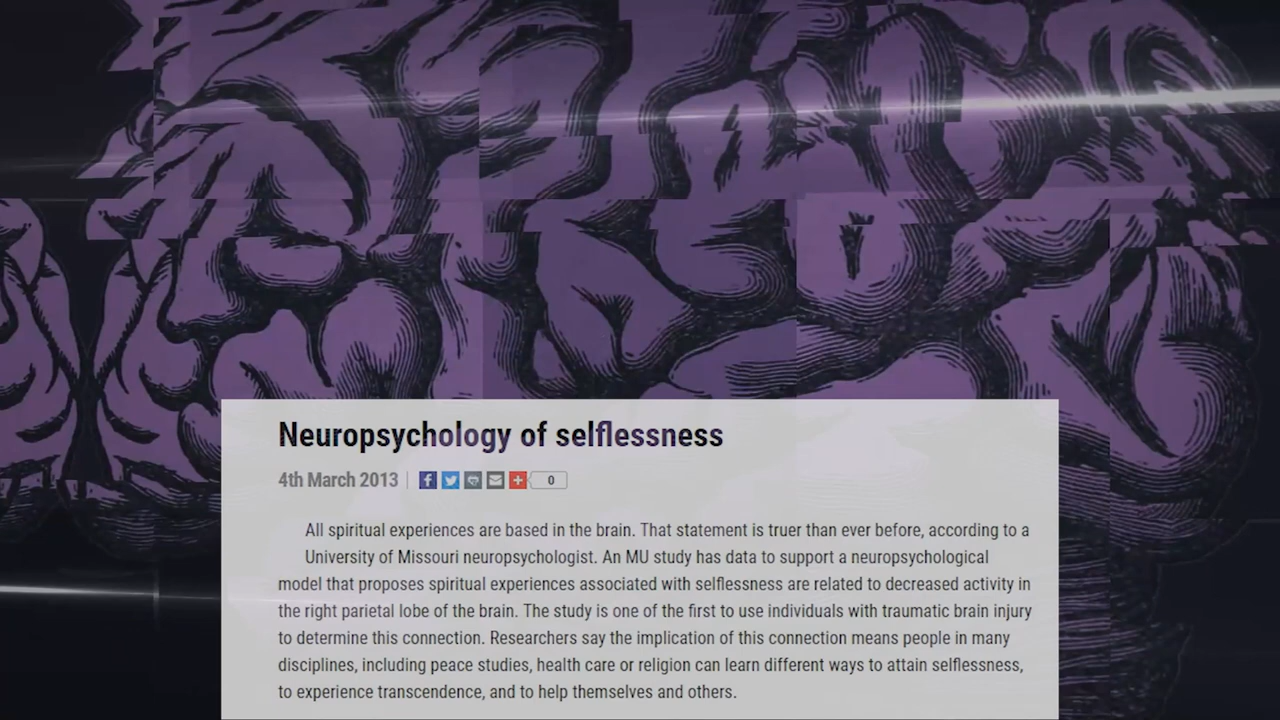 Neuropsychology of selflessness
4th March 2013
0
All spiritual experiences are based in the brain. That statement is truer than ever before, according to a
University of Missouri neuropsychologist. An MU study has data to support a neuropsychological
model that proposes spiritual experiences associated with selflessness are related to decreased activity in
the right parietal lobe of the brain. The study is one of the first to use individuals with traumatic brain injury
to determine this connection. Researchers say the implication of this connection means people in many
disciplines, including peace studies, health care or religion can learn different ways to attain selflessness,
to experience transcendence, and to help themselves and others.